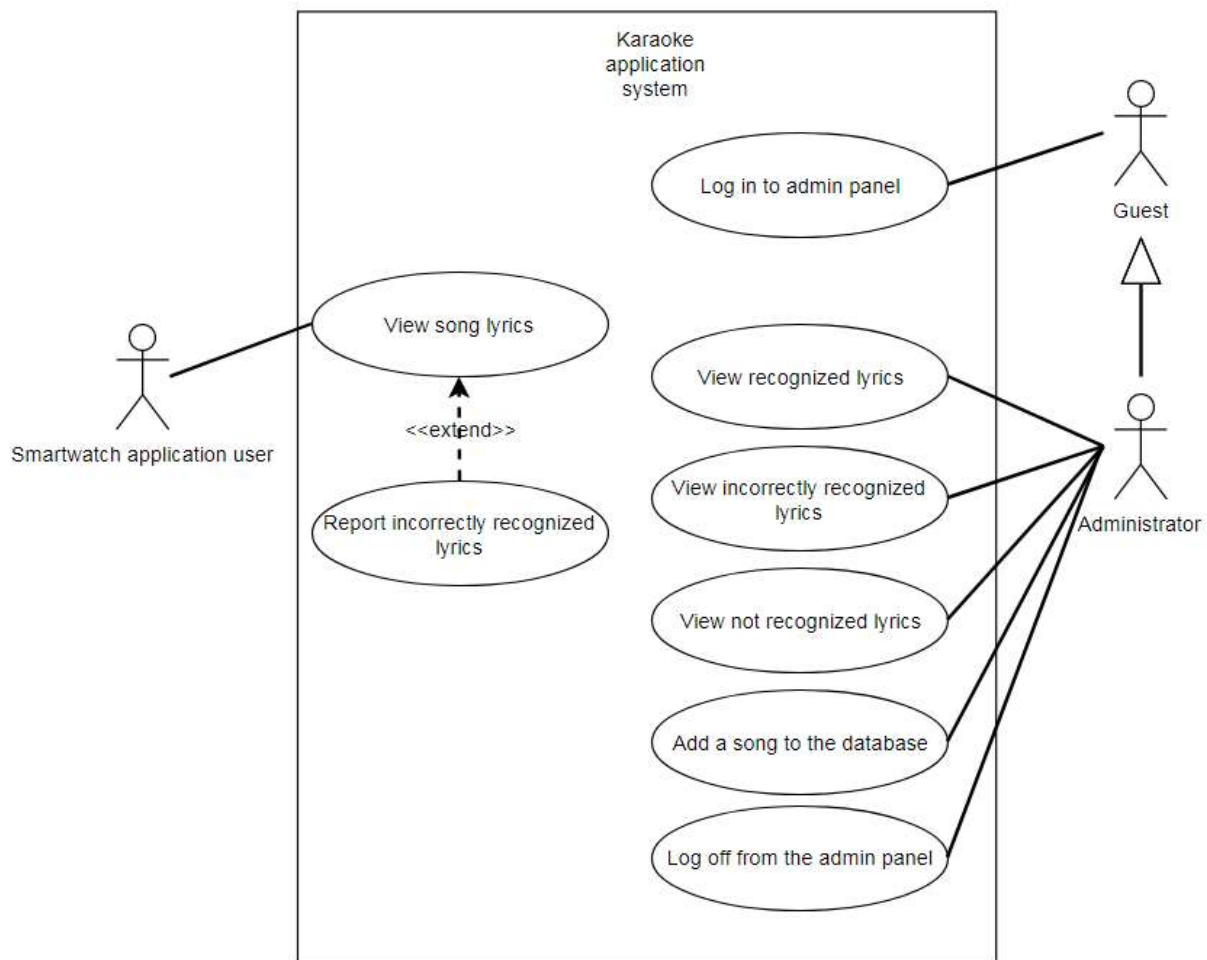 Karaoke
application
system
Log in to admin panel
Guest
View song lyrics
View recognized lyrics
<<extend>>
Smartwatch application user
View incorrectly recognized
lyrics
Report incorrectly recognized
lyrics
Administrator
View not recognized lyrics
Add a song to the database
Log off from the admin panel